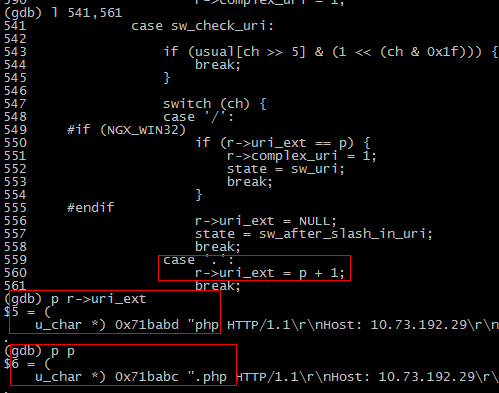 590                     r->complex_uri = 1;
(gdb) l 541,561
541             case sw_check_uri:
542
543                 if (usual[ch >> 5] & (1 << (ch & 0x1f))) {
544                     break;
545                 }
546
547                 switch (ch) {
548                 case '/':
549     #if (NGX_WIN32)
550                     if (r->uri_ext == p) {
551                         r->complex_uri = 1;
552                         state = sw_uri;
553                         break;
554                     }
555     #endif
556                     r->uri_ext = NULL;
557                     state = sw_after_slash_in_uri;
558                     break;
559                 case '.':
560                     r->uri_ext = p + 1;
561                     break;
(gdb) p r->uri_ext
$5 = (
    u_char *) 0x71babd "php HTTP/1.1\r\nHost: 10.73.192.29\r\n
.
(gdb) p p
$6 = (
    u_char *) 0x71babc ".php HTTP/1.1\r\nHost: 10.73.192.29\r\
.